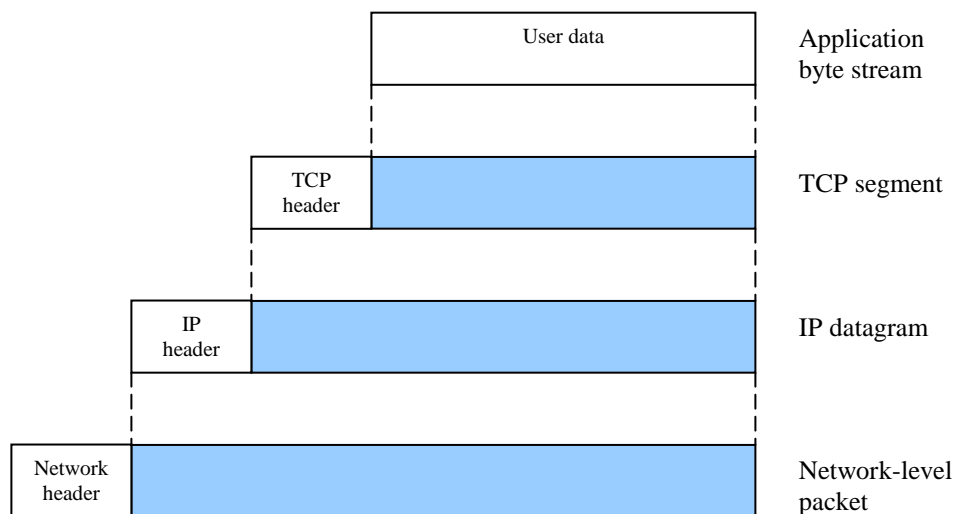 User data
Application
byte stream
TCP
header
TCP segment
IP
header
IP datagram
Network
header
Network-level
packet